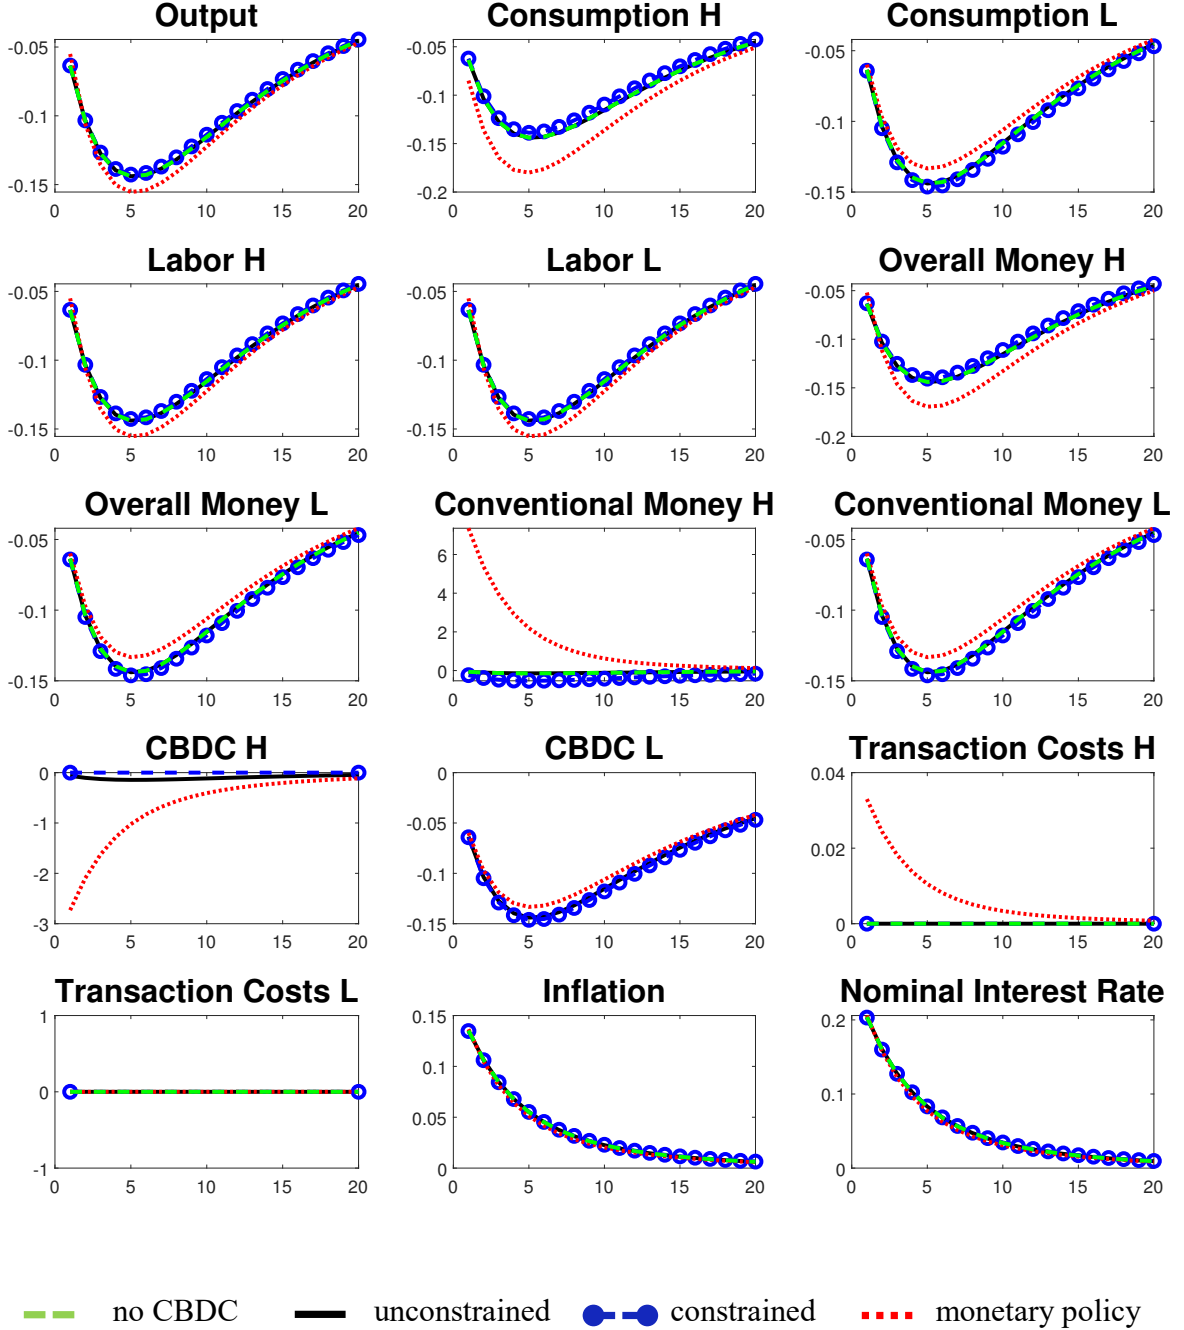 Output
Consumption H
Consumption L
-0.05
-0.1
-0.15
0 5 10 15 20
-0.05
-0.1
-0.15
-0.2
0 5 10 15 20
-0.05
-0.1
-0.15
0 5 10 15 20
Labor H
Labor L
Overall Money H
-0.05
-0.1
-0.15
0 5 10 15 20
-0.05
-0.1
-0.15
0 5 10 15 20
-0.05
-0.1
-0.15
-0.2
0 5 10 15 20
Overall Money L
Conventional Money H
Conventional Money L
-0.05
-0.1
-0.15
0 5 10 15 20
6
4
2
0
0 5 10 15 20
-0.05
-0.1
-0.15
0 5 10 15 20
CBDC H
CBDC L
Transaction Costs H
0
-1
-2
-3
0 5 10 15 20
0
-0.05
-0.1
-0.15
0 5 10 15 20
0.04
0.02
0
0 5 10 15 20
Transaction Costs L
Inflation
Nominal Interest Rate
1
0
-1
0 5 10 15 20
0.15
0.1
0.05
0
0 5 10 15 20
0.2
0.1
0
0 5 10 15 20
no CBDC unconstrained constrained monetary policy